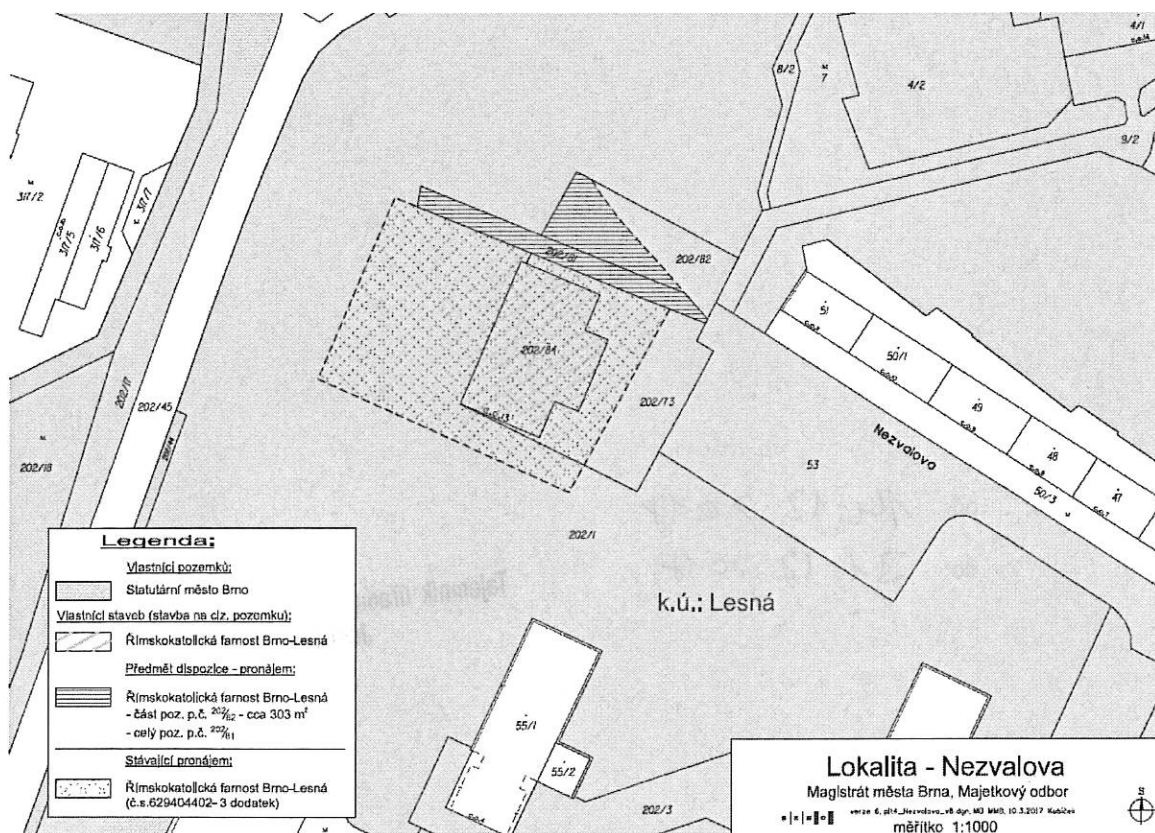 4/1
8/2
7
4/2
9/2
317/2
317/5
317/6
317/7
202/81
202/82
51
50/1
202/84
49
202/73
48
202/17
202/45
Nezvalova
47
202/18
53
50/3
202/1
k.ú.: Lesná
55/1
55/2
202/3
Legenda:
Vlastníci pozemků:
Statutární město Brno
Vlastníci staveb (stavba na ciz. pozemku):
Římskokatolická farnost Brno-Lesná
Předmět dispozice - pronájem:
Římskokatolická farnost Brno-Lesná
- část poz. p.č. 202/82 - cca 303 m²
- celý poz. p.č. 202/81
Stávající pronájem:
Římskokatolická farnost Brno-Lesná
(č.s.629404402- 3 dodatek)
Lokalita - Nezvalova
Magistrát města Brna, Majetkový odbor
měřítko 1:1000
S